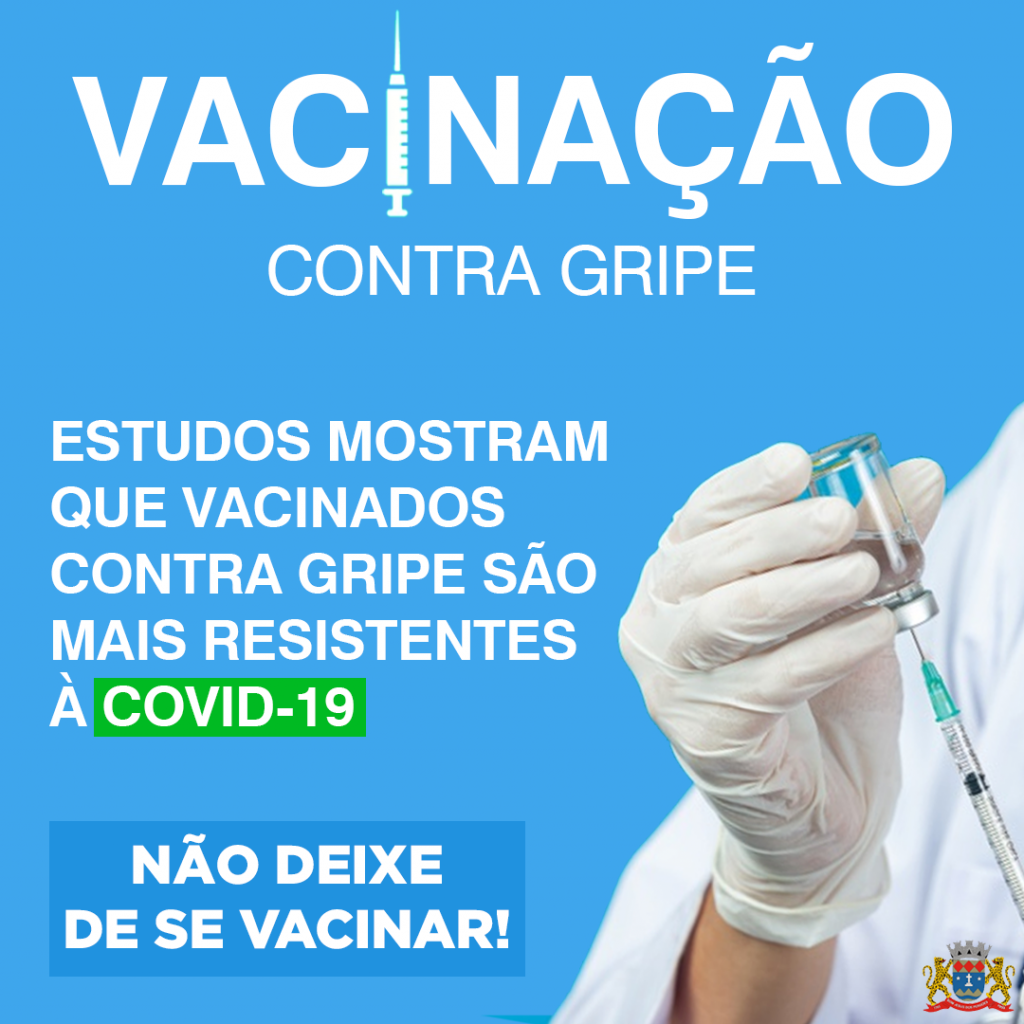 VACINAÇÃO
CONTRA GRIPE
ESTUDOS MOSTRAM
QUE VACINADOS
CONTRA GRIPE SÃO
MAIS RESISTENTES
À COVID-19
NÃO DEIXE
DE SE VACINAR!